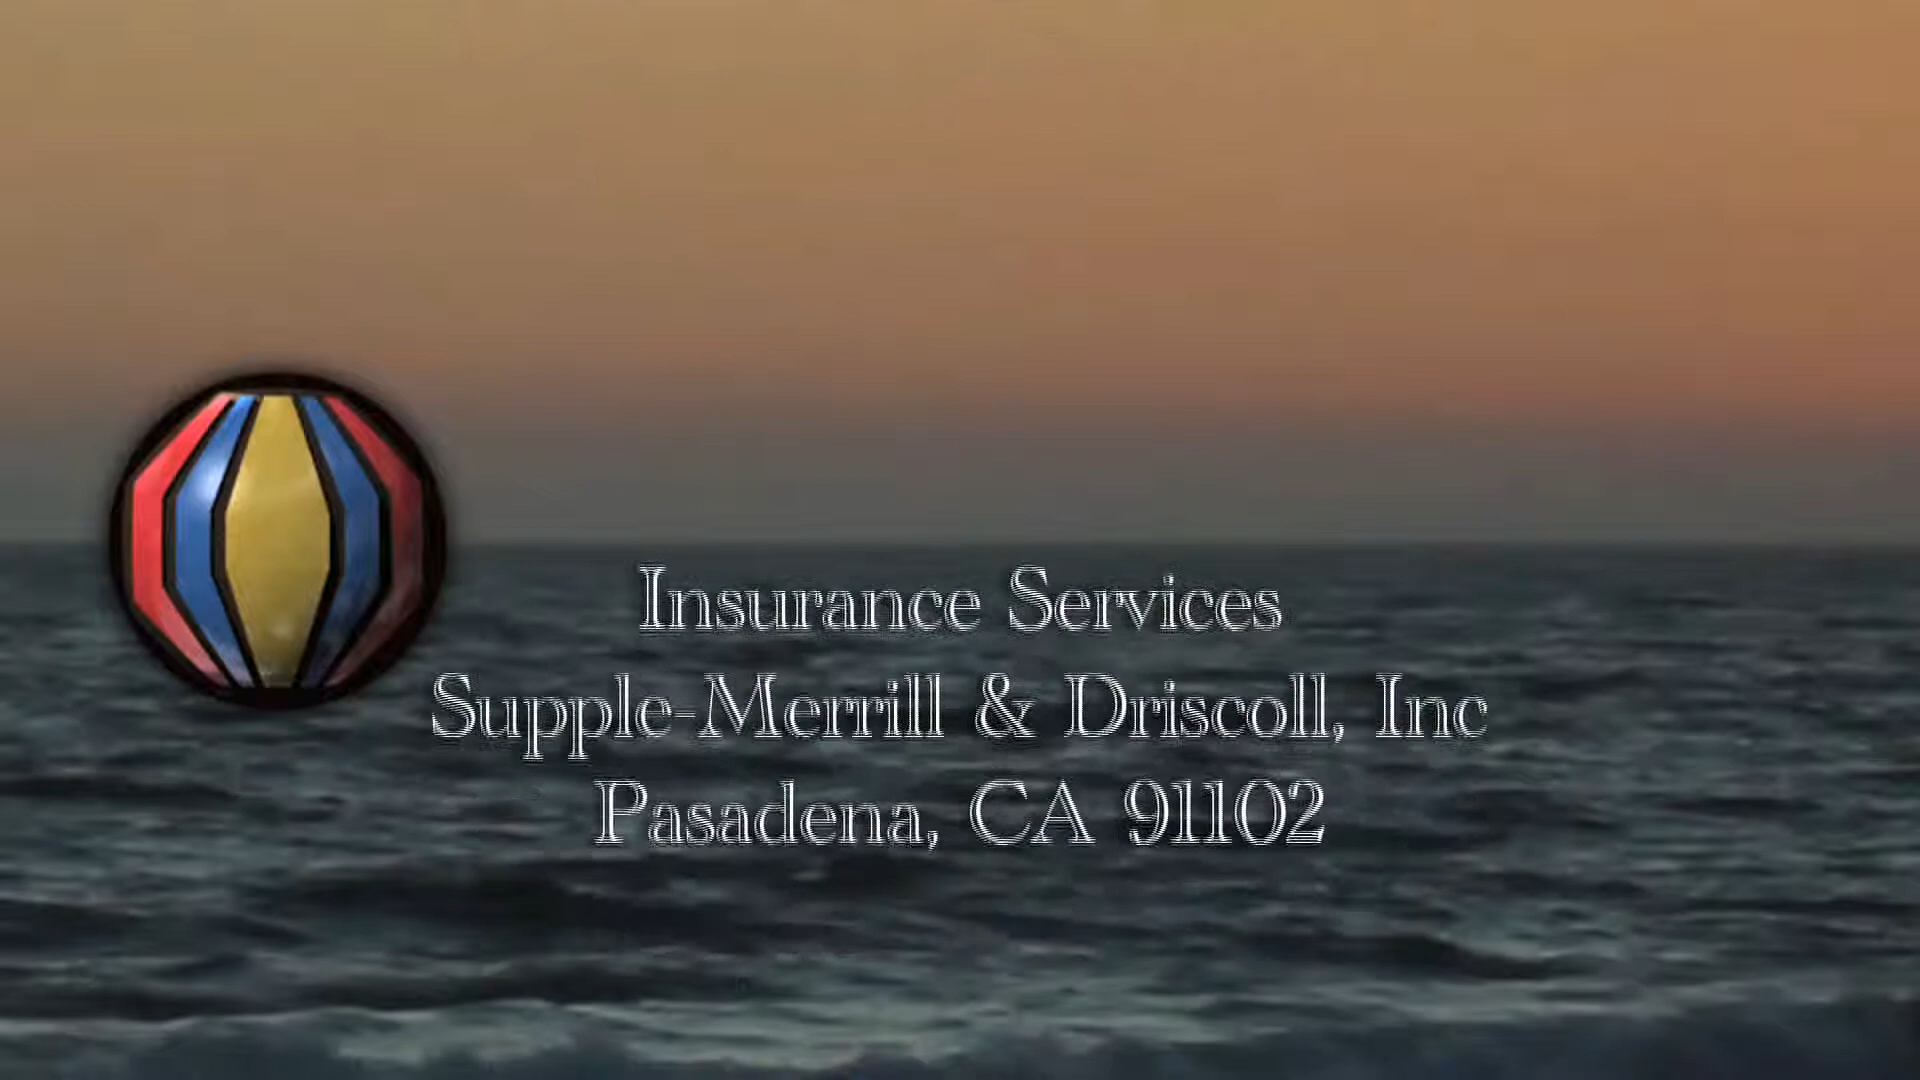 Insurance Services
Supple-Merrill & Driscoll, Inc
Pasadena, CA 91102